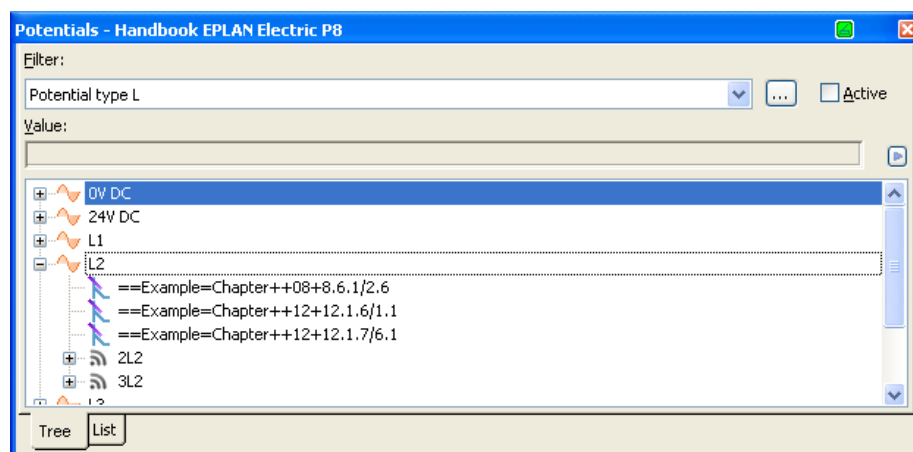 Potentials - Handbook EPLAN Electric P8
Filter:
Potential type L
...
Active
Value:
0V DC
24V DC
L1
L2
==Example=Chapter++08+8.6.1/2.6
==Example=Chapter++12+12.1.6/1.1
==Example=Chapter++12+12.1.7/6.1
2L2
3L2
L3
Tree List